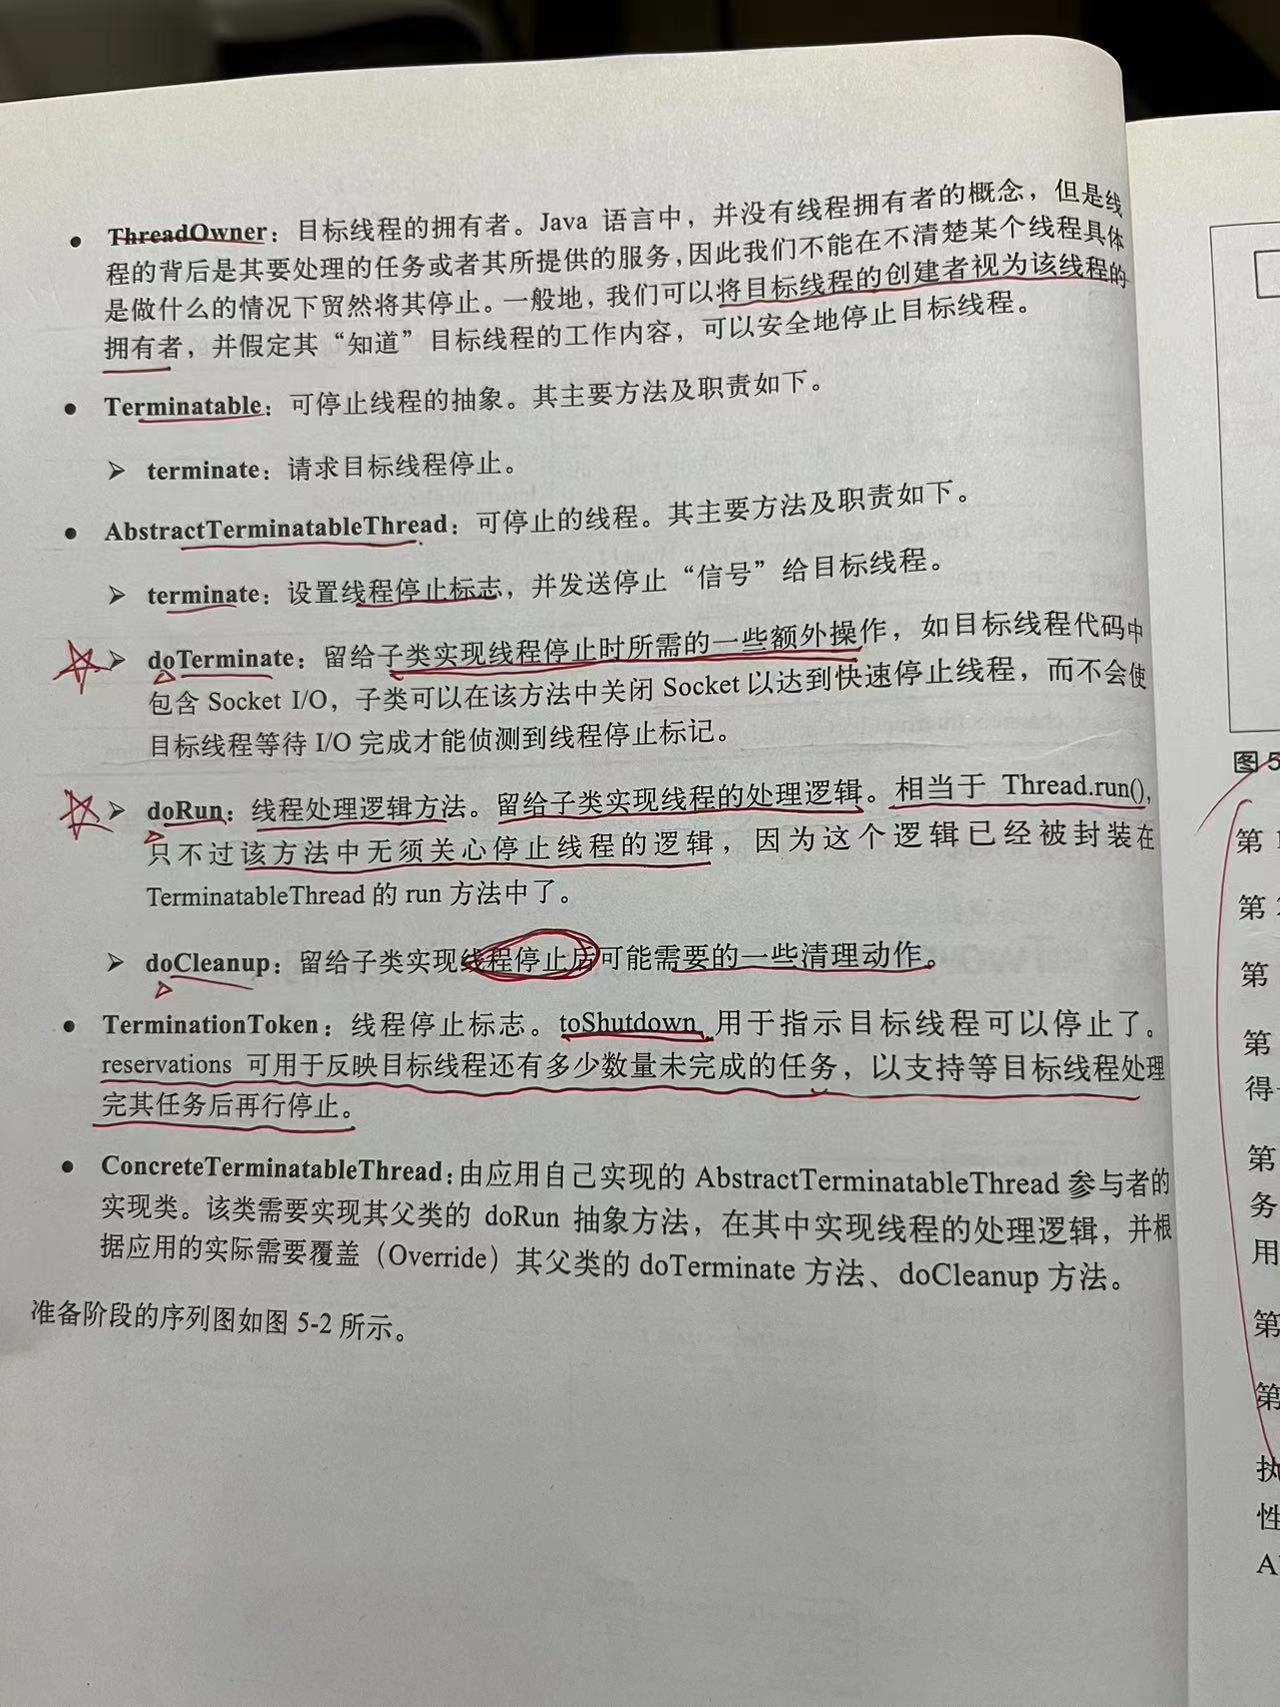 • ThreadOwner：目标线程的拥有者。Java 语言中，并没有线程拥有者的概念，但是线
程的背后是其要处理的任务或者其所提供的服务，因此我们不能在不清楚某个线程具体
是做什么的情况下贸然将其停止。一般地，我们可以将目标线程的创建者视为该线程的
拥有者，并假定其“知道”目标线程的工作内容，可以安全地停止目标线程。
• Terminatable：可停止线程的抽象。其主要方法及职责如下。
➢ terminate：请求目标线程停止。
• AbstractTerminatableThread：可停止的线程。其主要方法及职责如下。
➢ terminate：设置线程停止标志，并发送停止“信号”给目标线程。
➢ doTerminate：留给子类实现线程停止时所需的一些额外操作，如目标线程代码中
包含 Socket I/O，子类可以在该方法中关闭 Socket 以达到快速停止线程，而不会使
目标线程等待 I/O 完成才能侦测到线程停止标记。
➢ doRun：线程处理逻辑方法。留给子类实现线程的处理逻辑。相当于 Thread.run()，
只不过该方法中无须关心停止线程的逻辑，因为这个逻辑已经被封装在
TerminatableThread 的 run 方法中了。
➢ doCleanup：留给子类实现线程停止后可能需要的一些清理动作。
• TerminationToken：线程停止标志。toShutdown 用于指示目标线程可以停止了。
reservations 可用于反映目标线程还有多少数量未完成的任务，以支持等目标线程处理
完其任务后再行停止。
• ConcreteTerminatableThread：由应用自己实现的 AbstractTerminatableThread 参与者的
实现类。该类需要实现其父类的 doRun 抽象方法，在其中实现线程的处理逻辑，并根
据应用的实际需要覆盖（Override）其父类的 doTerminate 方法、doCleanup 方法。
准备阶段的序列图如图 5-2 所示。
图 5
第 1
第
第
第
得
第
务
用
第
第
执
性
A